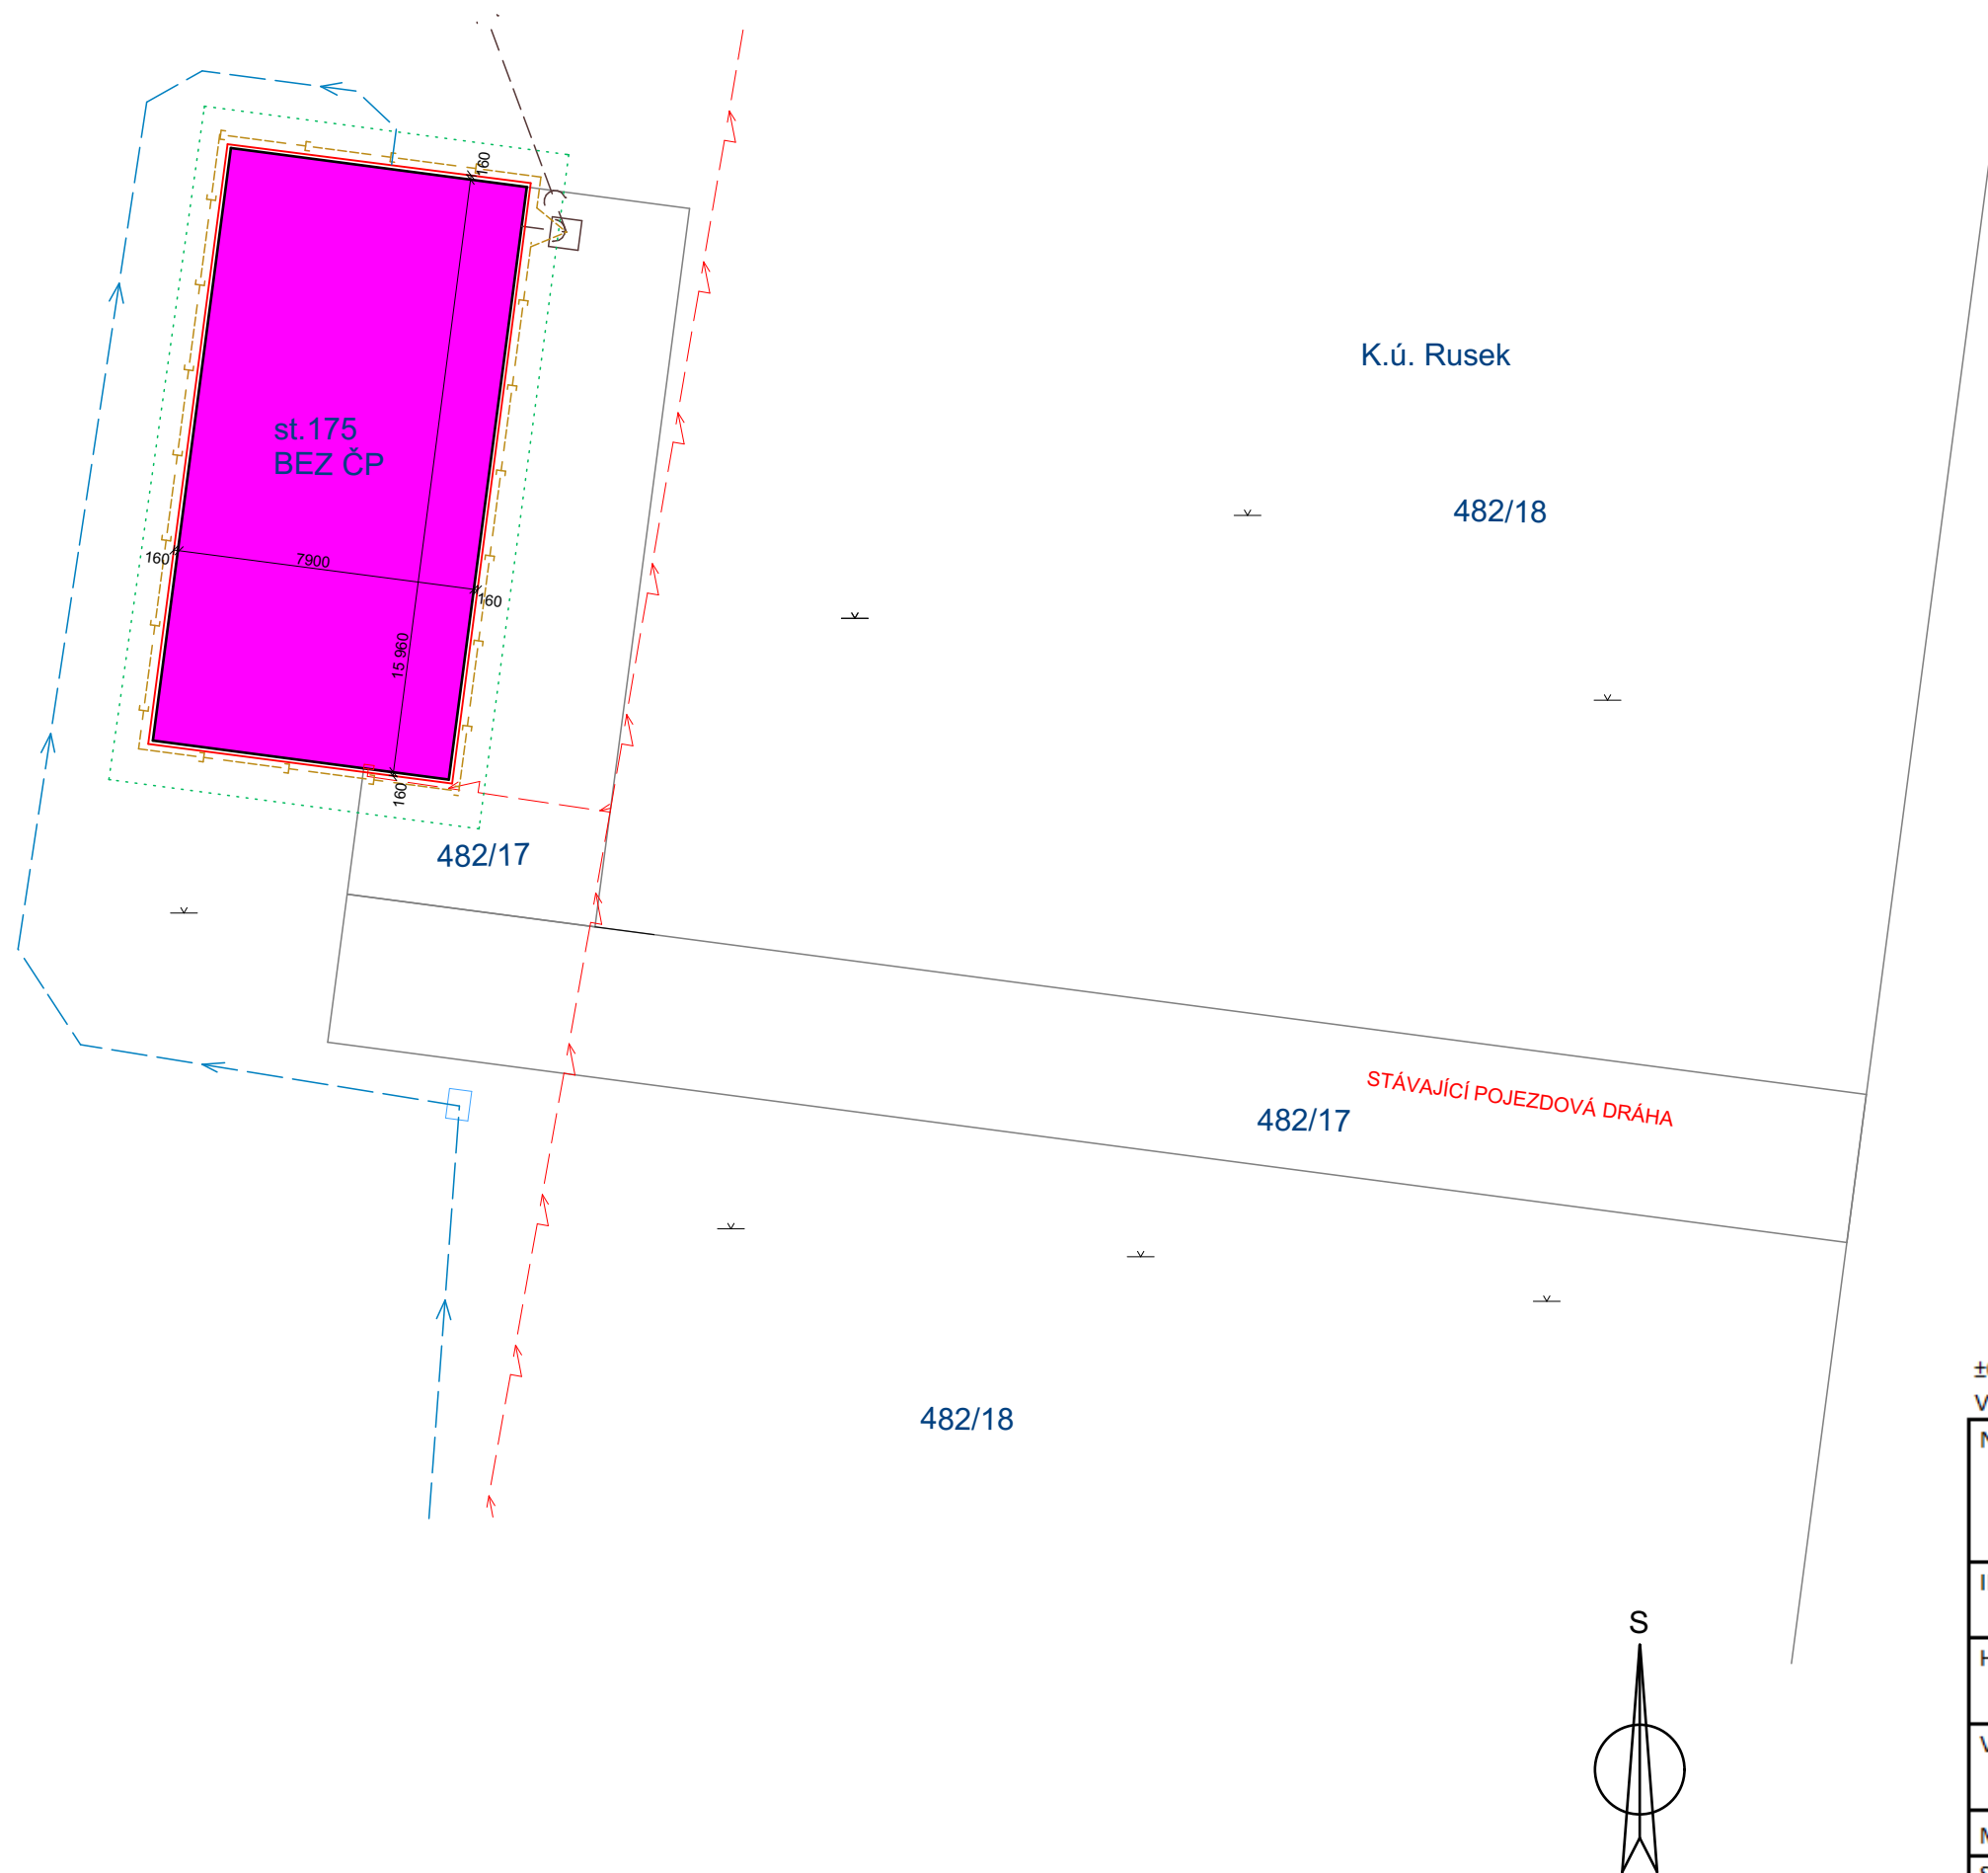 160
K.ú. Rusek
st.175
BEZ ČP
482/18
160
7900
160
15 960
160
482/17
STÁVAJÍCÍ POJEZDOVÁ DRÁHA
482/17
482/18
S